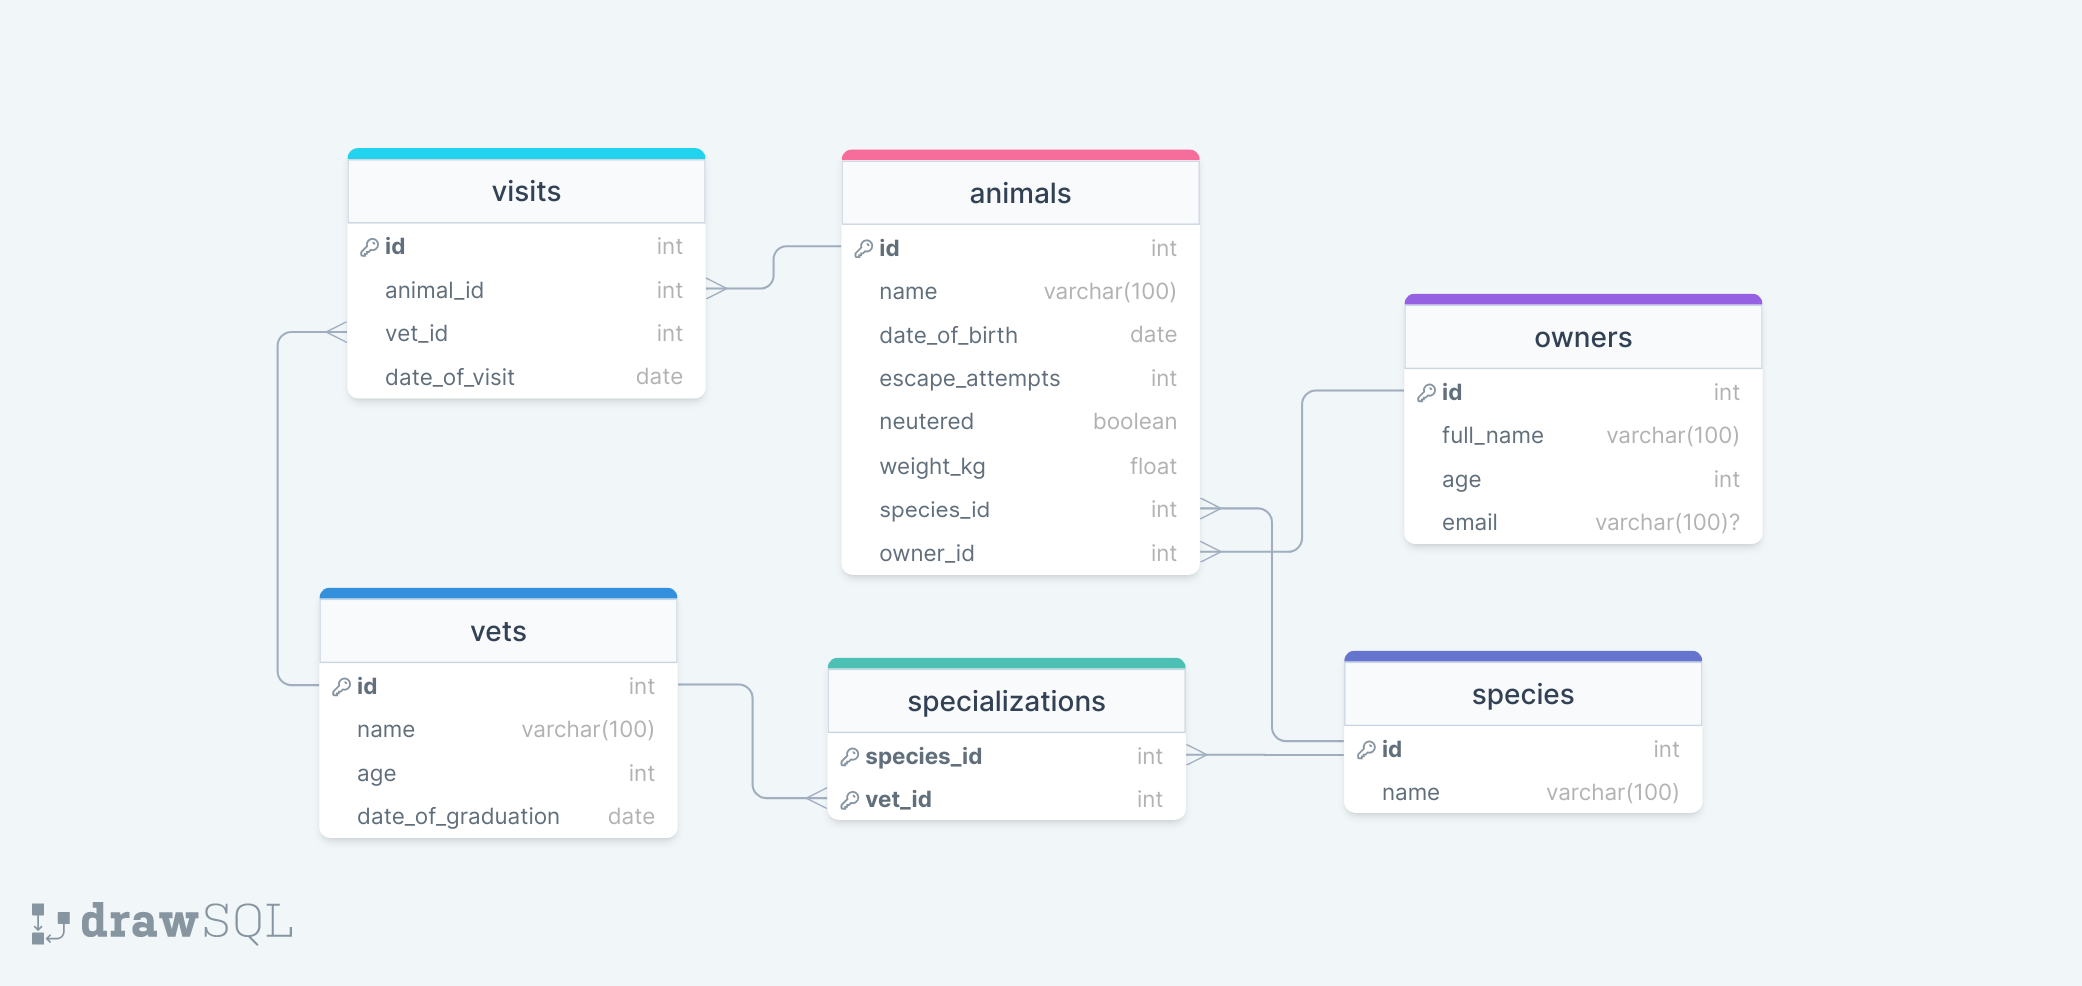 visits
id int
animal_id int
vet_id int
date_of_visit date
animals
id int
name varchar(100)
date_of_birth date
escape_attempts int
neutered boolean
weight_kg float
species_id int
owner_id int
owners
id int
full_name varchar(100)
age int
email varchar(100)?
vets
id int
name varchar(100)
age int
date_of_graduation date
specializations
species_id int
vet_id int
species
id int
name varchar(100)
drawSQL